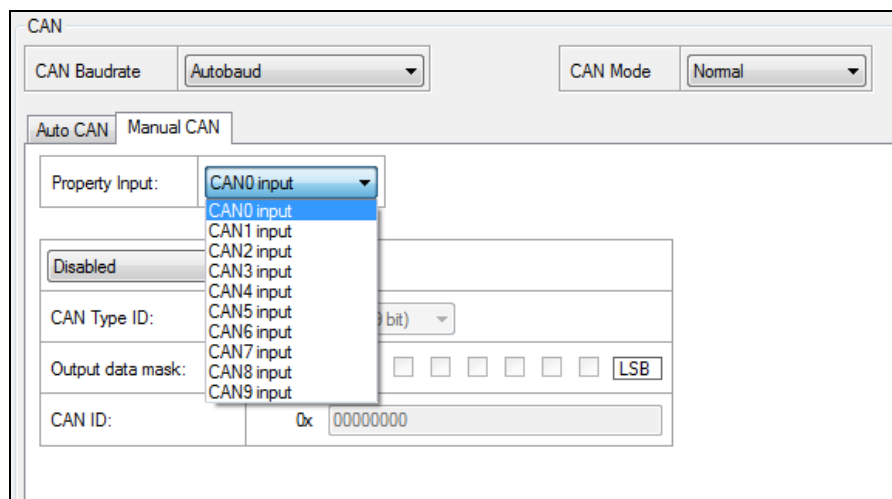 CAN
CAN Baudrate Autobaud CAN Mode Normal
Auto CAN Manual CAN
Property Input: CAN0 input
CAN0 input
CAN1 input
CAN2 input
Disabled
CAN3 input
CAN4 input
CAN5 input
CAN Type ID: bit)
CAN6 input
CAN7 input
Output data mask: LSB
CAN8 input
CAN9 input
CAN ID: 0x 00000000